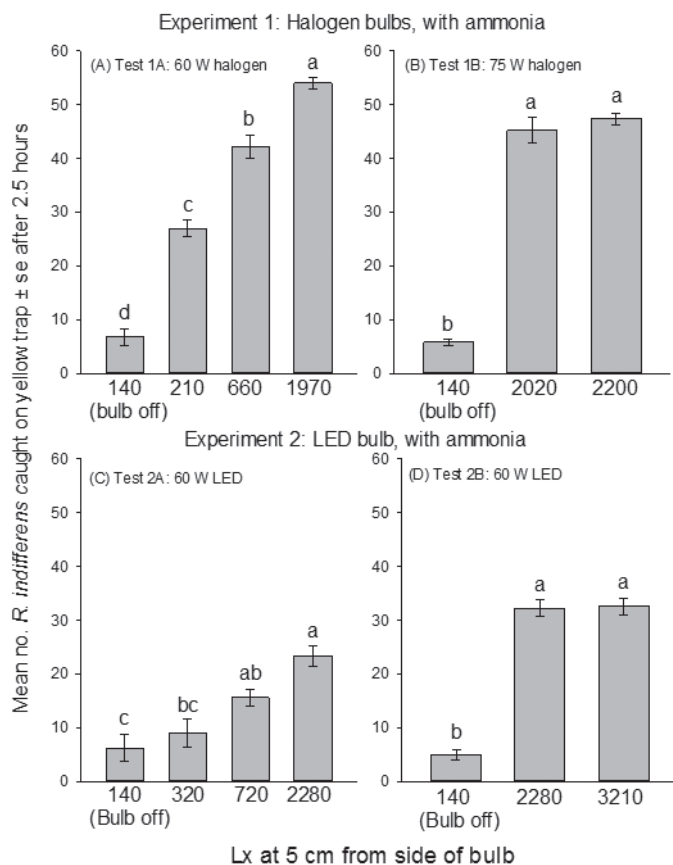 Experiment 1: Halogen bulbs, with ammonia
Mean no. R. indifferens caught on yellow trap ± se after 2.5 hours
(A) Test 1A: 60 W halogen
60
50
40
30
20
10
0
d
c
b
a
140
210
660
1970
(bulb off)
(B) Test 1B: 75 W halogen
60
50
40
30
20
10
0
b
a
a
140
2020
2200
(bulb off)
Experiment 2: LED bulb, with ammonia
(C) Test 2A: 60 W LED
60
50
40
30
20
10
0
c
bc
ab
a
140
320
720
2280
(Bulb off)
(D) Test 2B: 60 W LED
60
50
40
30
20
10
0
b
a
a
140
2280
3210
(Bulb off)
Lx at 5 cm from side of bulb